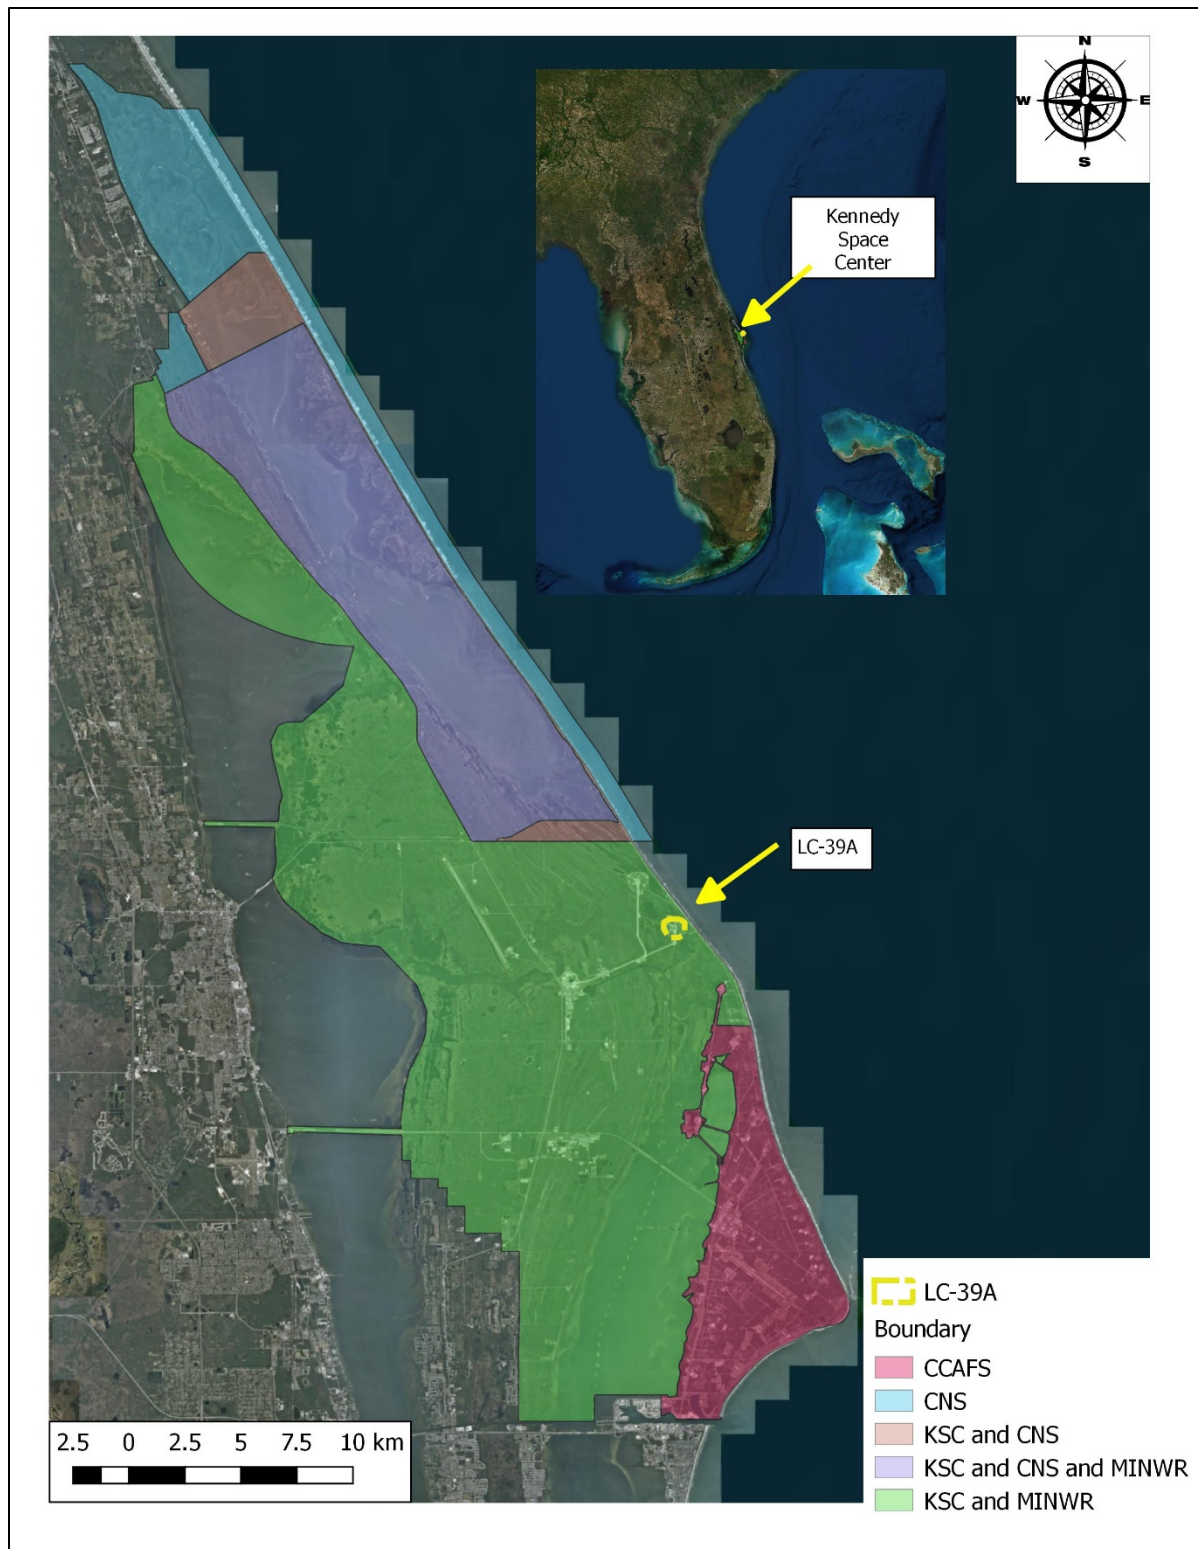 N
W E
S
Kennedy
Space
Center
LC-39A
LC-39A
Boundary
CCAFS
CNS
KSC and CNS
KSC and CNS and MINWR
KSC and MINWR
2.5 0 2.5 5 7.5 10 km